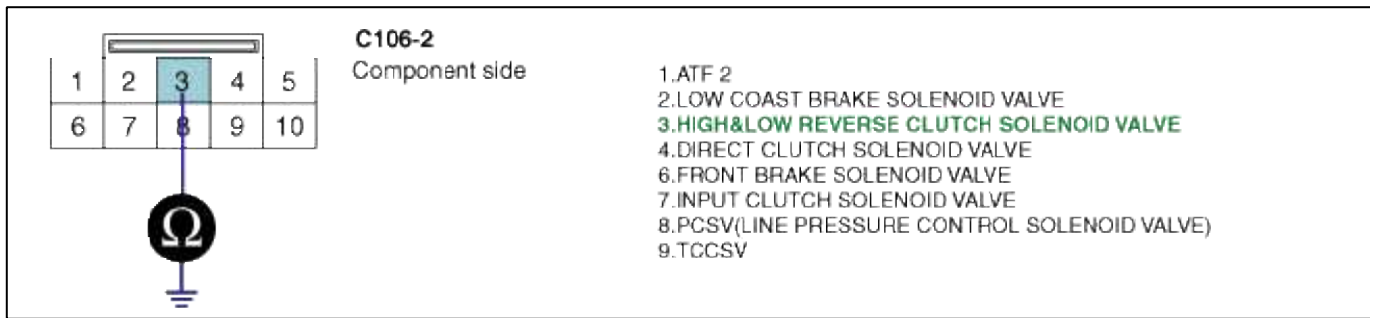 C106-2
Component side
1 2 3 4 5
6 7 8 9 10
Ω
1.ATF 2
2.LOW COAST BRAKE SOLENOID VALVE
3.HIGH&LOW REVERSE CLUTCH SOLENOID VALVE
4.DIRECT CLUTCH SOLENOID VALVE
6.FRONT BRAKE SOLENOID VALVE
7.INPUT CLUTCH SOLENOID VALVE
8.PCSV(LINE PRESSURE CONTROL SOLENOID VALVE)
9.TCCSV